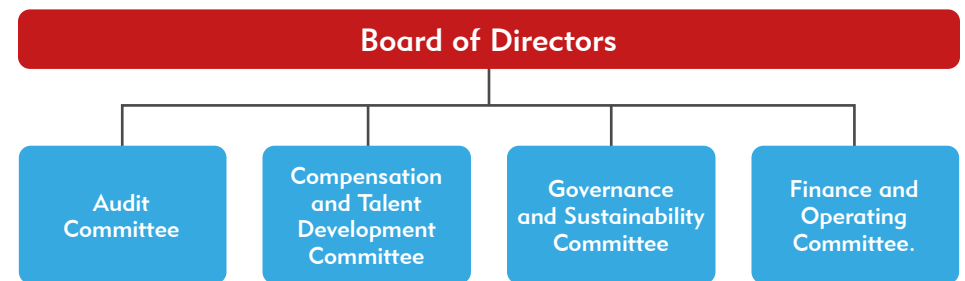 Board of Directors
Audit
Committee
Compensation
and Talent
Development
Committee
Governance
and Sustainability
Committee
Finance and
Operating
Committee.